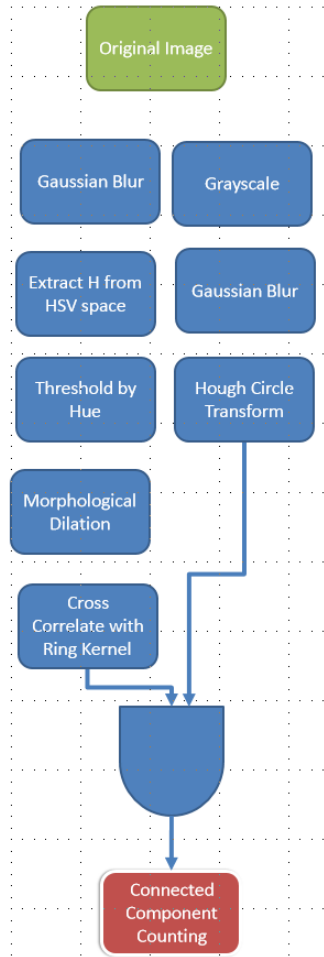 Original Image
Gaussian Blur
Grayscale
Extract H from
HSV space
Gaussian Blur
Threshold by
Hue
Hough Circle
Transform
Morphological
Dilation
Cross
Correlate with
Ring Kernel
Connected
Component
Counting